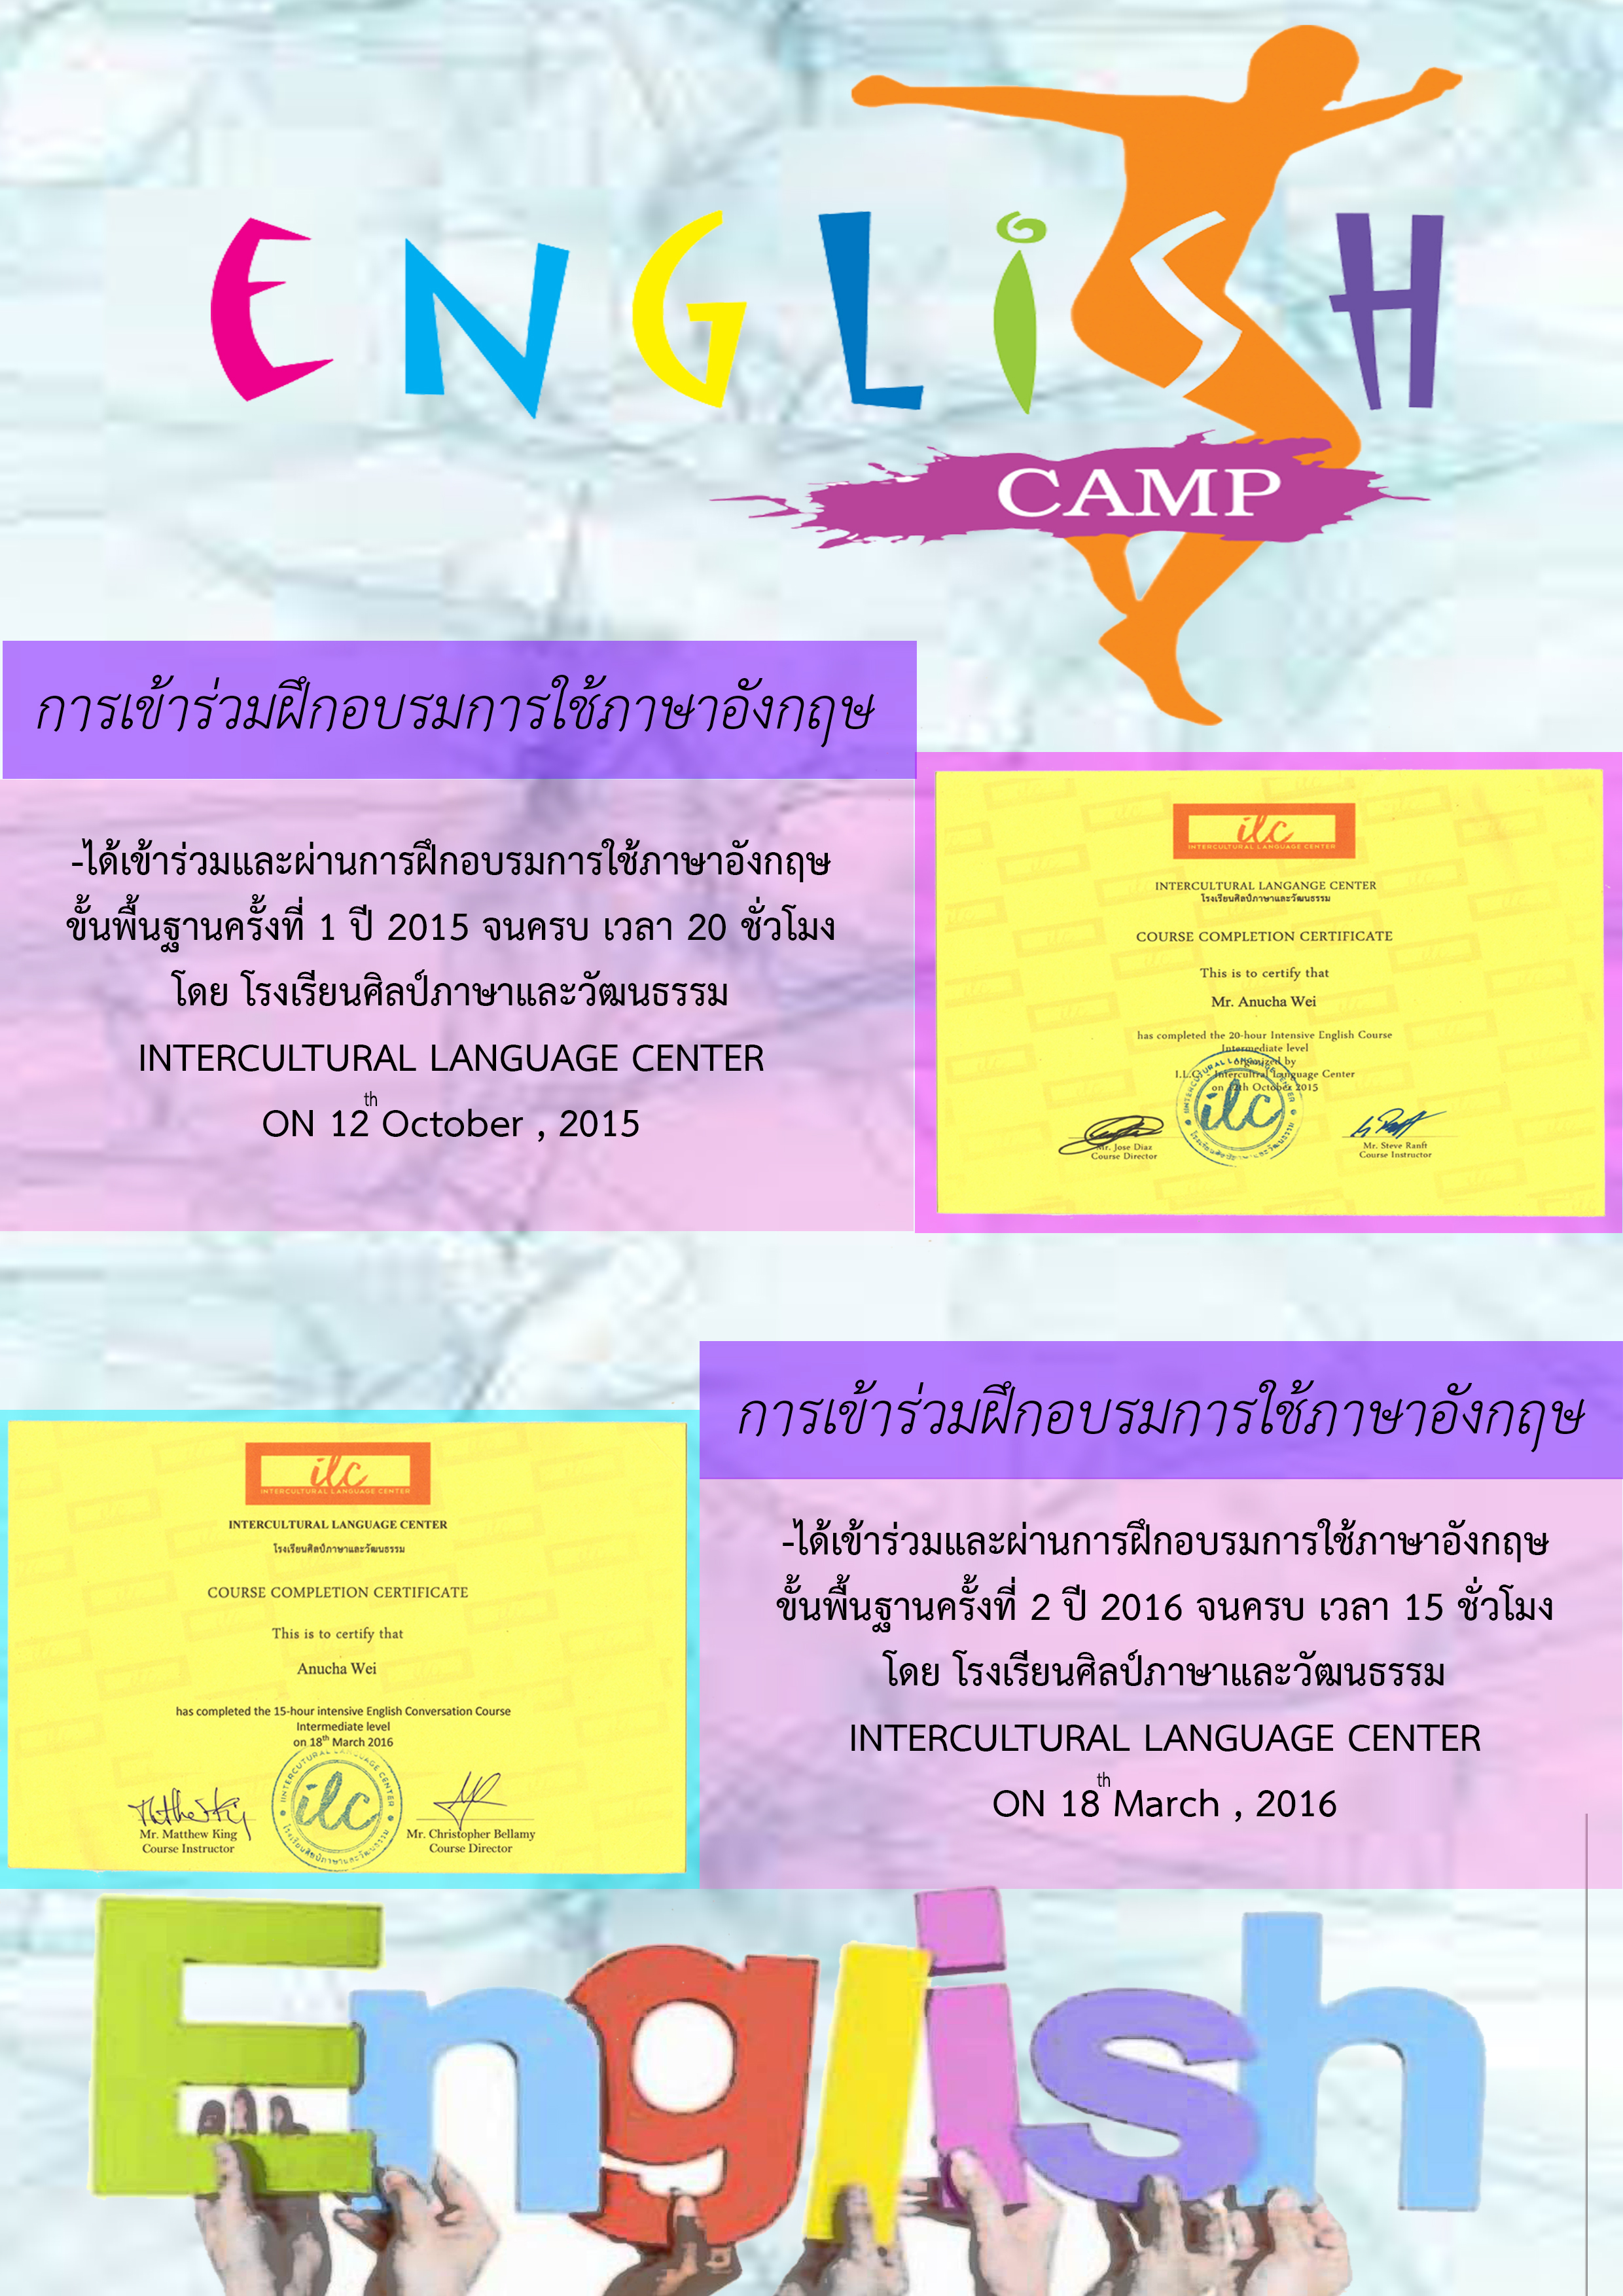 ENGLiSH
CAMP
การเข้าร่วมฝึกอบรมการใช้ภาษาอังกฤษ
-ได้เข้าร่วมและผ่านการฝึกอบรมการใช้ภาษาอังกฤษ
ขั้นพื้นฐานครั้งที่ 1 ปี 2015 จนครบ เวลา 20 ชั่วโมง
โดย โรงเรียนศิลป์ภาษาและวัฒนธรรม
INTERCULTURAL LANGUAGE CENTER
ON 12th October , 2015
ilc
INTERCULTURAL LANGUAGE CENTER
INTERCULTURAL LANGANGE CENTER
โรงเรียนศิลป์ภาษาและวัฒนธรรม
COURSE COMPLETION CERTIFICATE
This is to certify that
Mr. Anucha Wei
has completed the 20-hour Intensive English Course
Intermediate level
Organized by
I.L.C. - Intercultral Language Center
on 12th October 2015
ilc
Mr. Jose Diaz
Course Director
Mr. Steve Ranft
Course Instructor
การเข้าร่วมฝึกอบรมการใช้ภาษาอังกฤษ
-ได้เข้าร่วมและผ่านการฝึกอบรมการใช้ภาษาอังกฤษ
ขั้นพื้นฐานครั้งที่ 2 ปี 2016 จนครบ เวลา 15 ชั่วโมง
โดย โรงเรียนศิลป์ภาษาและวัฒนธรรม
INTERCULTURAL LANGUAGE CENTER
ON 18th March , 2016
ilc
INTERCULTURAL LANGUAGE CENTER
INTERCULTURAL LANGUAGE CENTER
โรงเรียนศิลป์ภาษาและวัฒนธรรม
COURSE COMPLETION CERTIFICATE
This is to certify that
Anucha Wei
has completed the 15-hour intensive English Conversation Course
Intermediate level
on 18th March 2016
ilc
Mr. Matthew King
Course Instructor
Mr. Christopher Bellamy
Course Director
English